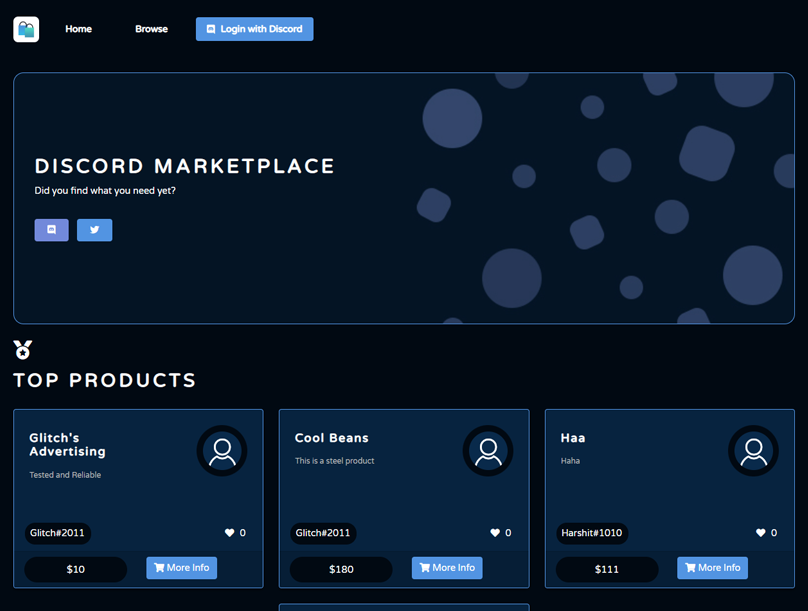 Home
Browse
Login with Discord
DISCORD MARKETPLACE
Did you find what you need yet?
TOP PRODUCTS
Glitch's
Advertising
Tested and Reliable
Glitch#2011
0
$10
More Info
Cool Beans
This is a steel product
Glitch#2011
0
$180
More Info
Haa
Haha
Harshit#1010
0
$111
More Info